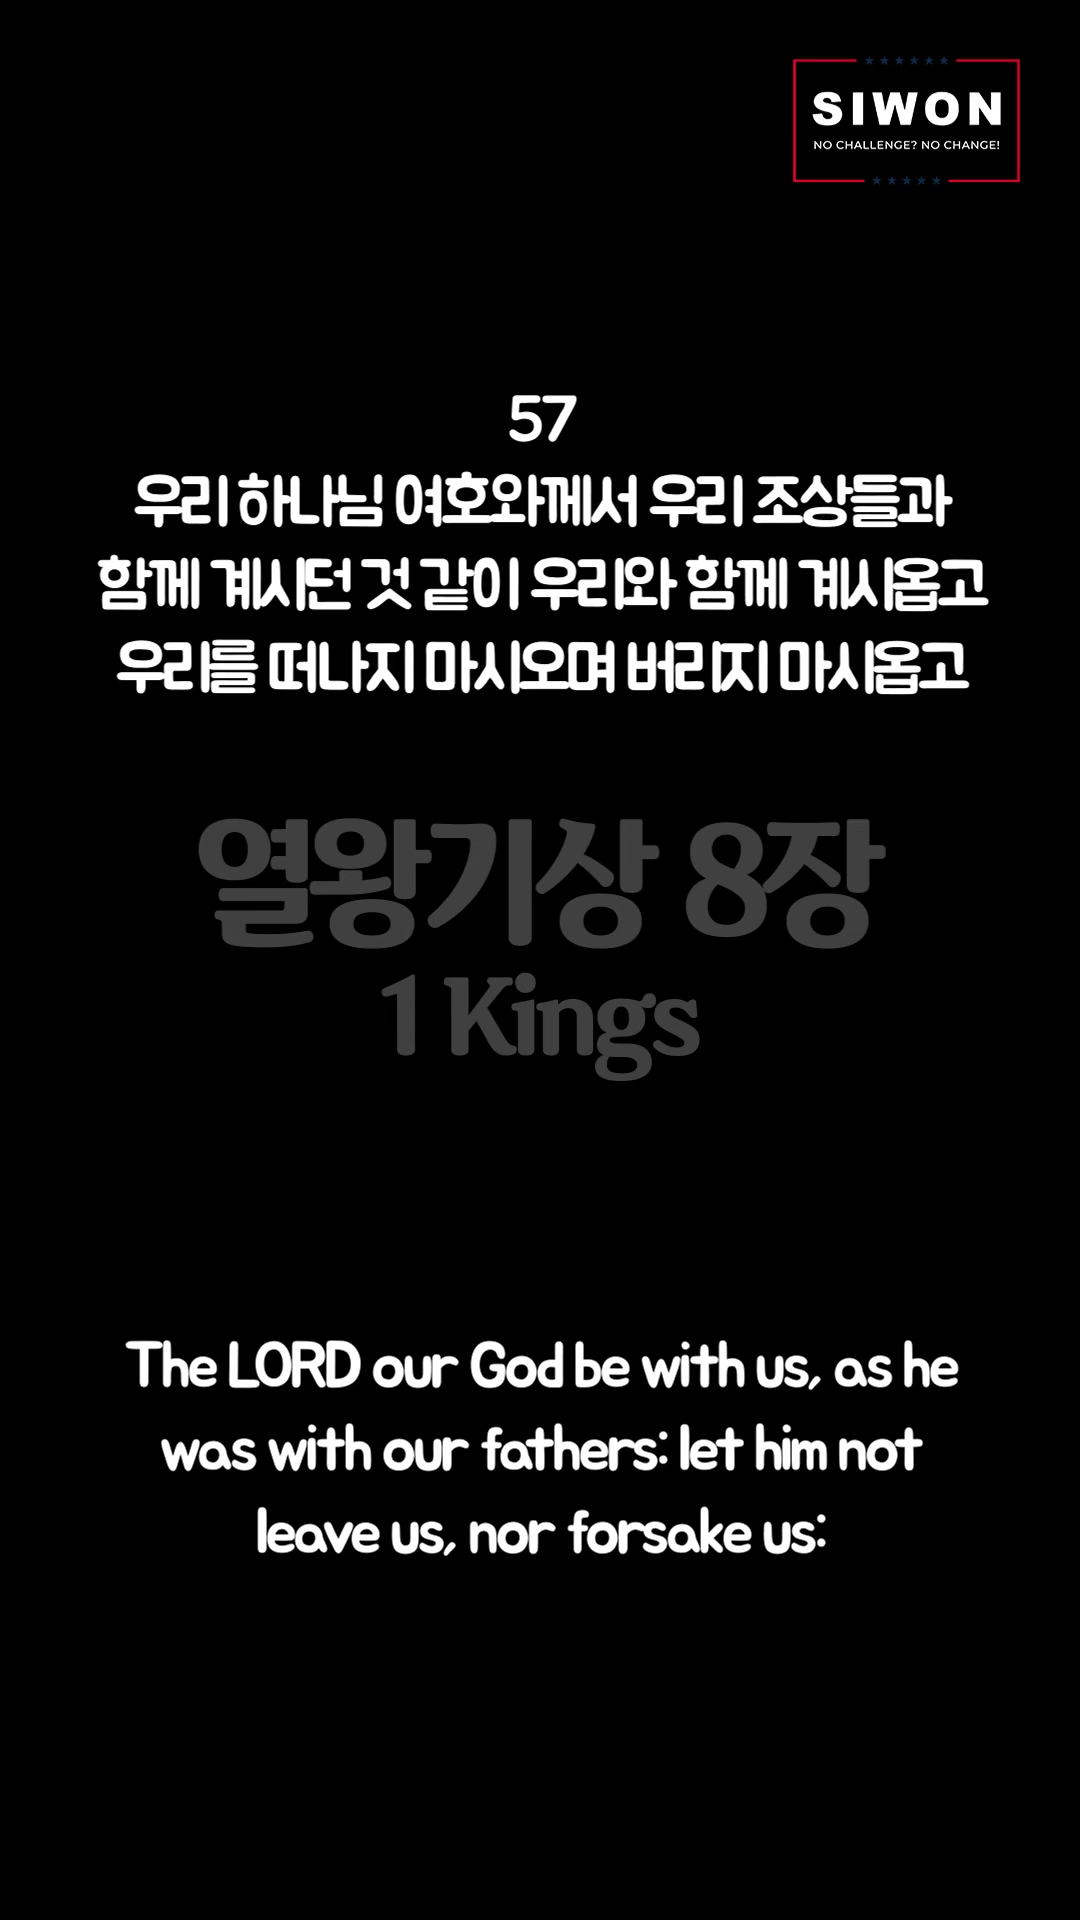 SIWON
NO CHALLENGE? NO CHANGE!
57
우리 하나님 여호와께서 우리 조상들과
함께 계시던 것 같이 우리와 함께 계시옵고
우리를 떠나지 마시오며 버리지 마시옵고
열왕기상 8장
1 Kings
The LORD our God be with us, as he
was with our fathers: let him not
leave us, nor forsake us: